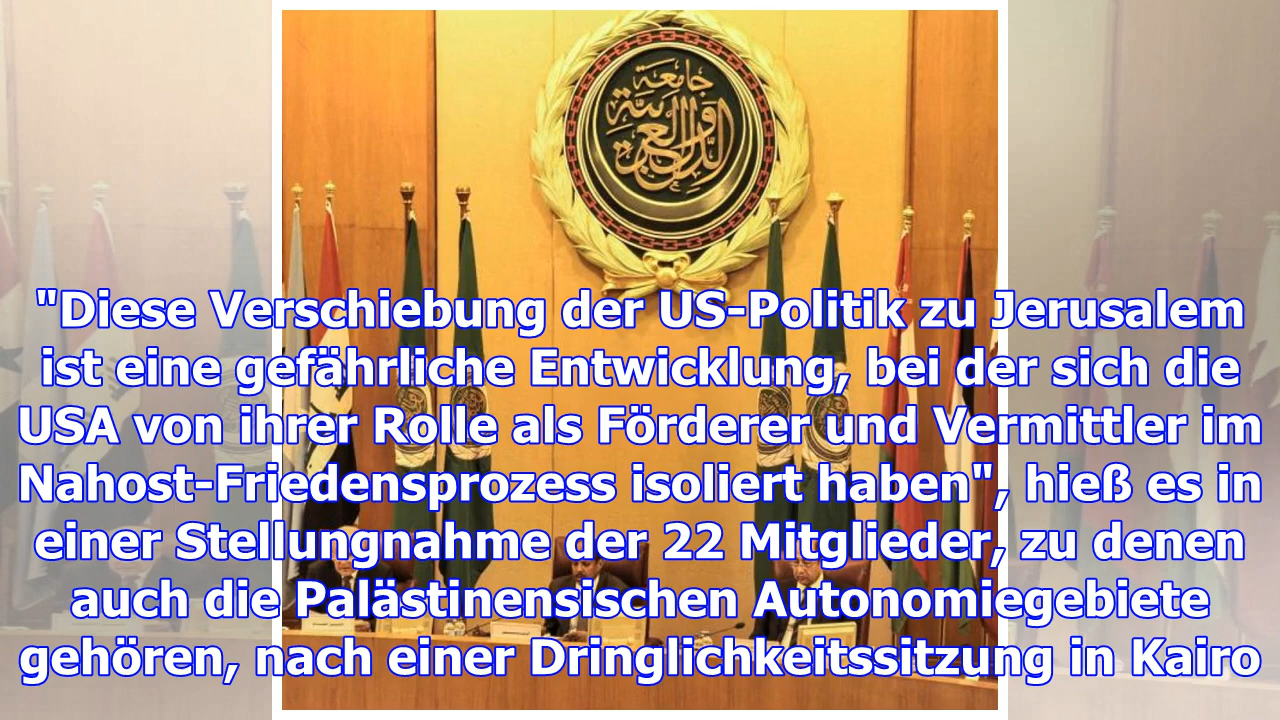 جامعة
الدول العربية
"Diese Verschiebung der US-Politik zu Jerusalem
ist eine gefährliche Entwicklung, bei der sich die
USA von ihrer Rolle als Förderer und Vermittler im
Nahost-Friedensprozess isoliert haben", hieß es in
einer Stellungnahme der 22 Mitglieder, zu denen
auch die Palästinensischen Autonomiegebiete
gehören, nach einer Dringlichkeitssitzung in Kairo